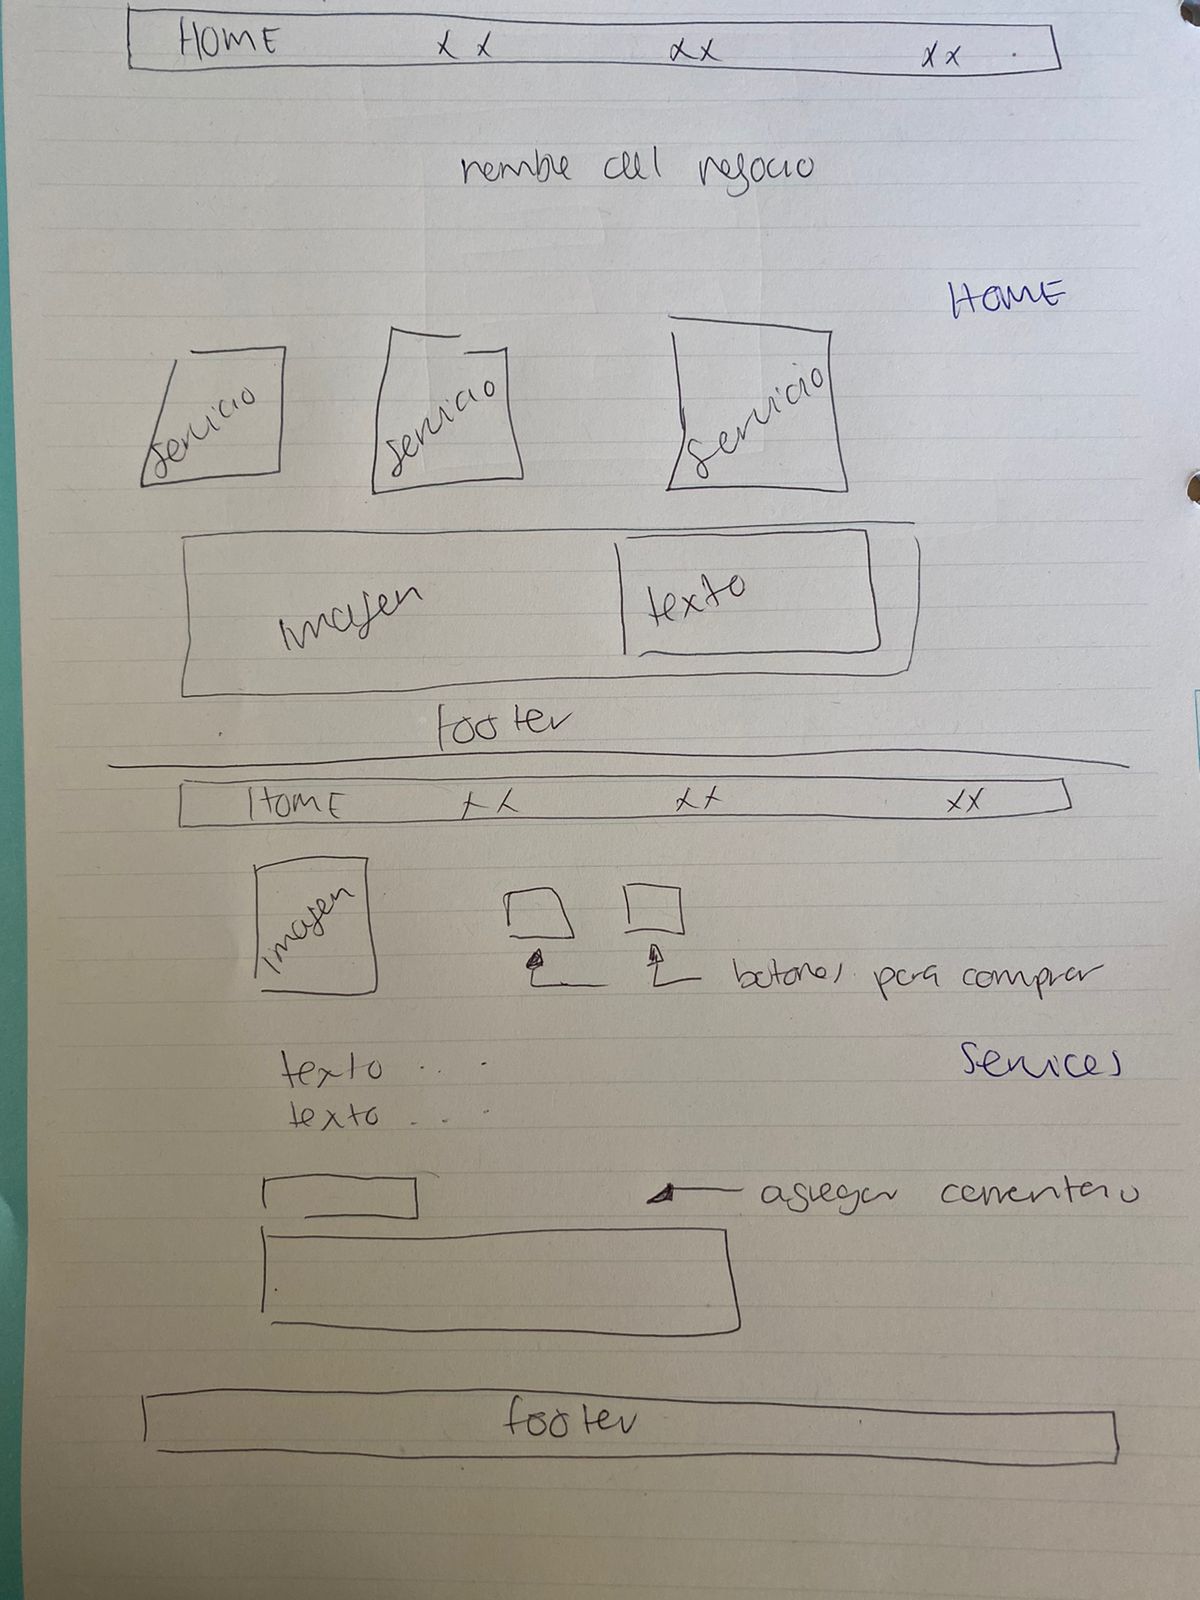 HOME xx xx xx
nombre del negocio
HOME
servicio servicio servicio
imagen texto
footer
HOME xx xx xx
imagen
botones para comprar
texto ...
Services
texto ...
agregar comentario
footer